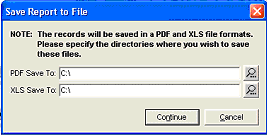 Save Report to File
NOTE: The records will be saved in a PDF and XLS file formats.
Please specify the directories where you wish to save
these files.
PDF Save To: C:\
XLS Save To: C:\
Continue Cancel